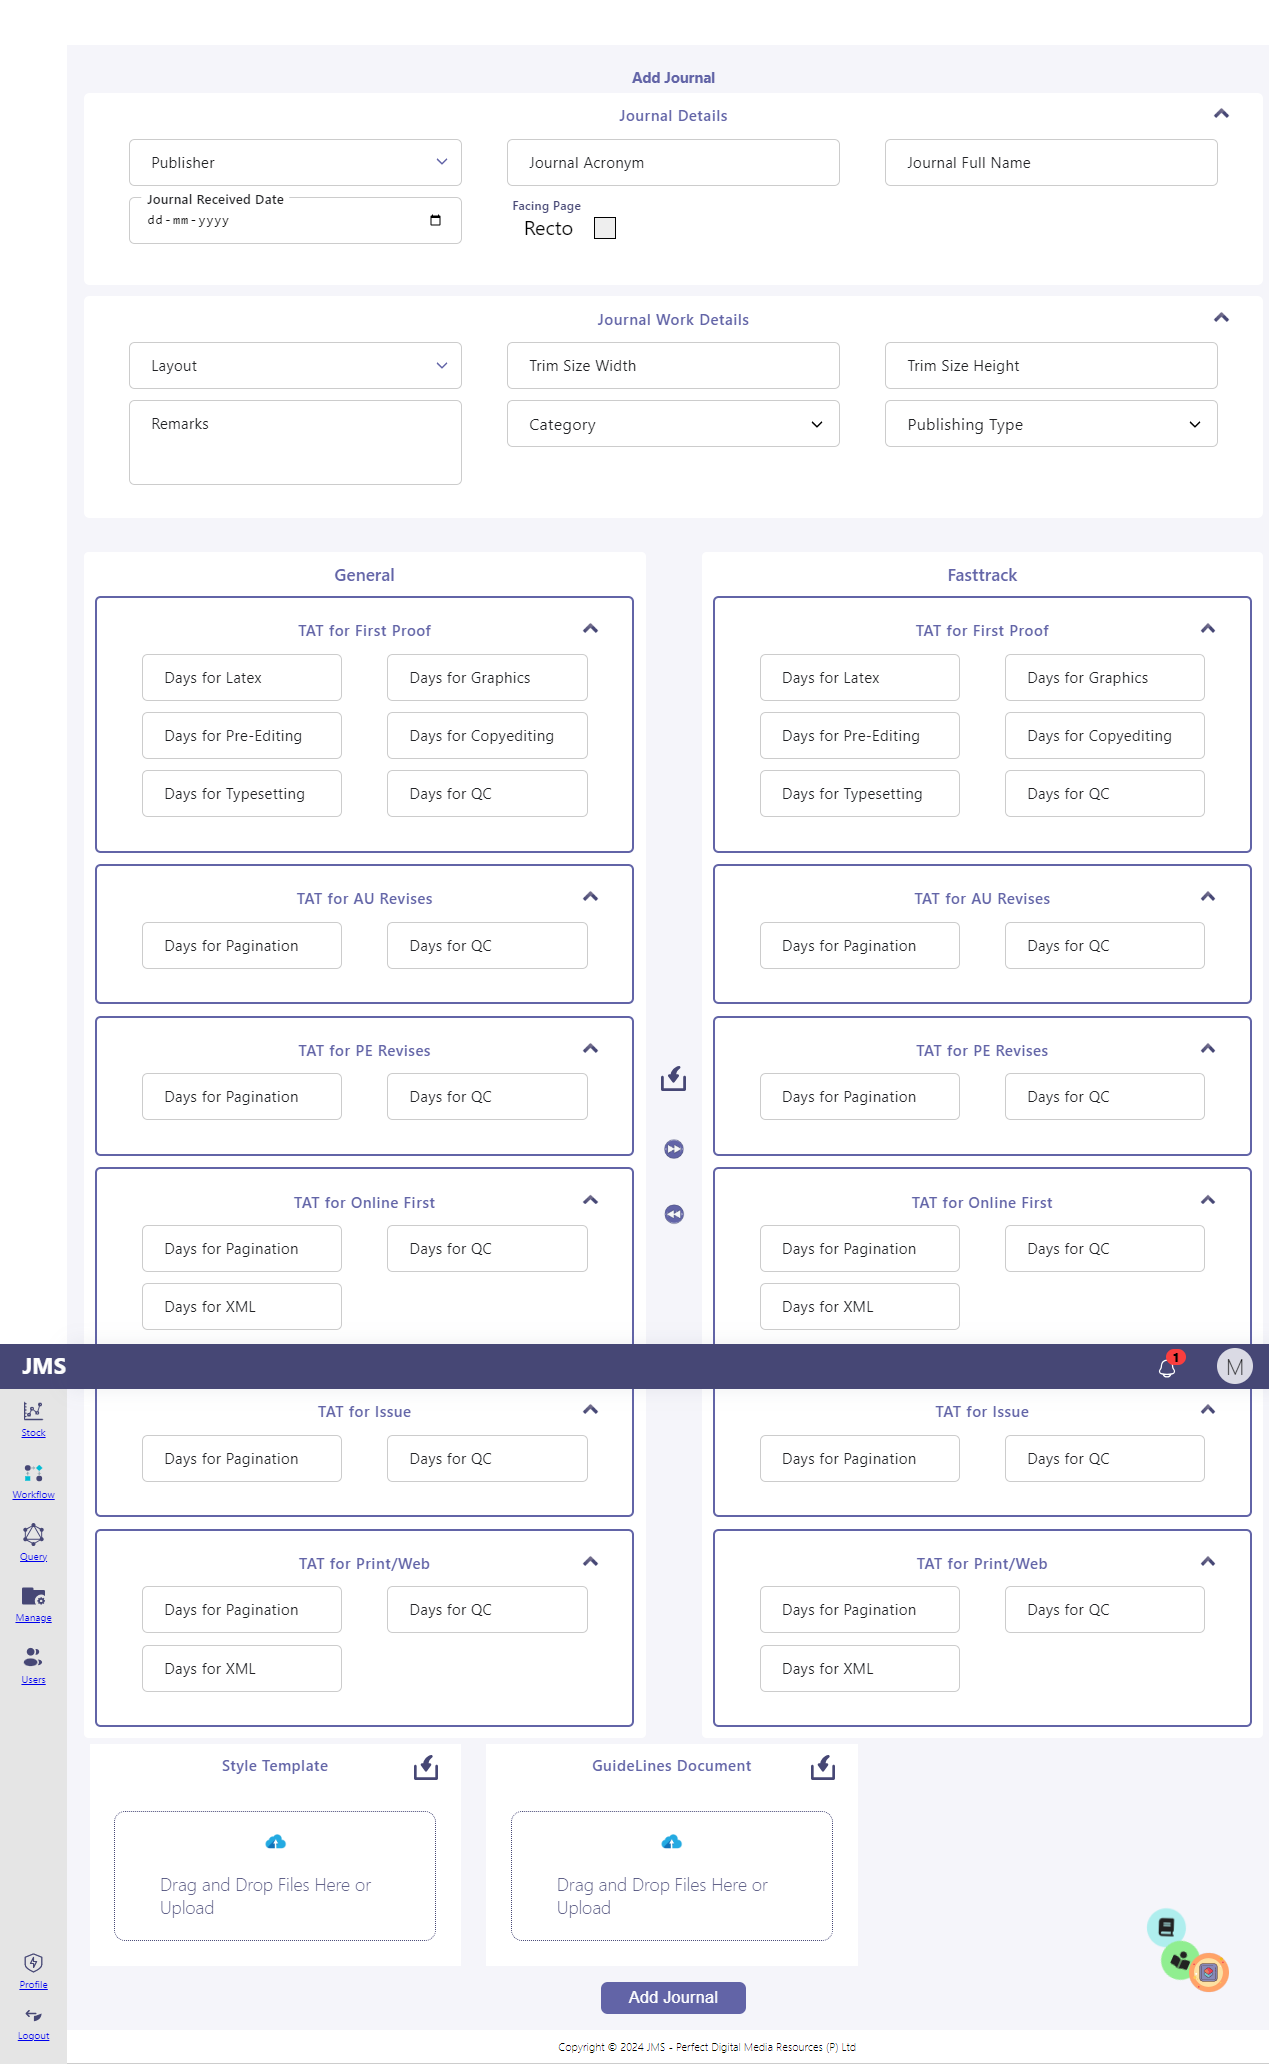 Add Journal
Journal Details
Publisher
Journal Acronym
Journal Full Name
Journal Received Date
dd-mm-yyyy
Facing Page
Recto
Journal Work Details
Layout
Trim Size Width
Trim Size Height
Remarks
Category
Publishing Type
General
TAT for First Proof
Days for Latex
Days for Graphics
Days for Pre-Editing
Days for Copyediting
Days for Typesetting
Days for QC
TAT for AU Revises
Days for Pagination
Days for QC
TAT for PE Revises
Days for Pagination
Days for QC
TAT for Online First
Days for Pagination
Days for QC
Days for XML
Fasttrack
TAT for First Proof
Days for Latex
Days for Graphics
Days for Pre-Editing
Days for Copyediting
Days for Typesetting
Days for QC
TAT for AU Revises
Days for Pagination
Days for QC
TAT for PE Revises
Days for Pagination
Days for QC
TAT for Online First
Days for Pagination
Days for QC
Days for XML
JMS
1
M
Stock
Workflow
Query
Manage
Users
Profile
Logout
TAT for Issue
Days for Pagination
Days for QC
TAT for Print/Web
Days for Pagination
Days for QC
Days for XML
TAT for Issue
Days for Pagination
Days for QC
TAT for Print/Web
Days for Pagination
Days for QC
Days for XML
Style Template
Drag and Drop Files Here or
Upload
GuideLines Document
Drag and Drop Files Here or
Upload
Add Journal
Copyright © 2024 JMS - Perfect Digital Media Resources (P) Ltd